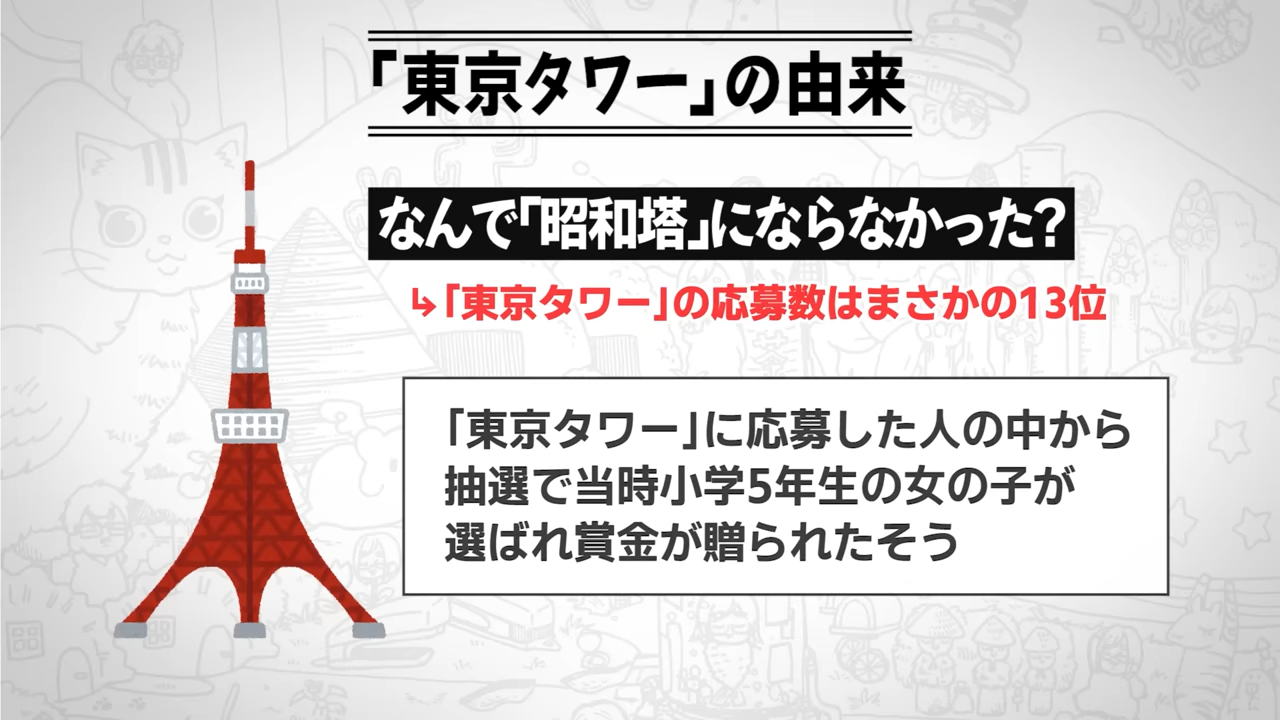 「東京タワー」の由来
なんで「昭和塔」にならなかった?
↳「東京タワー」の応募数はまさかの13位
「東京タワー」に応募した人の中から
抽選で当時小学5年生の女の子が
選ばれ賞金が贈られたそう